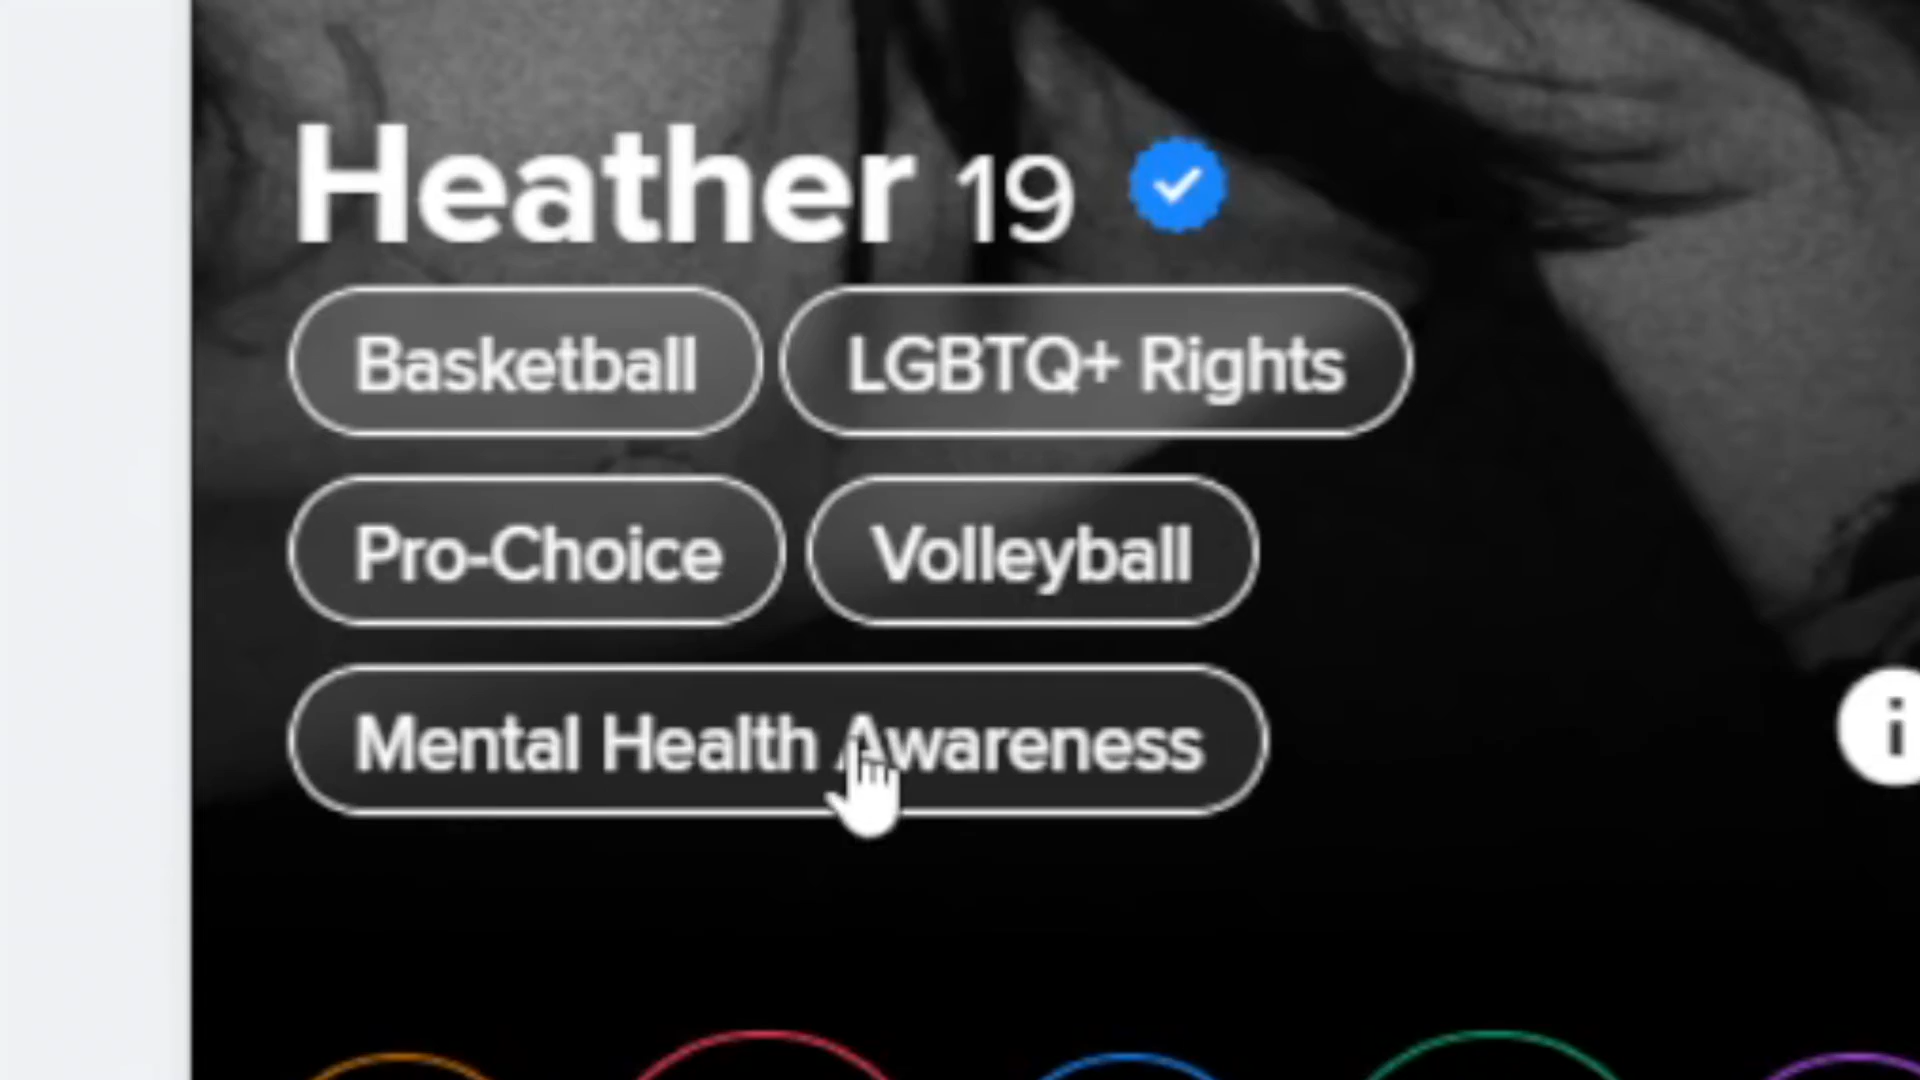 Heather 19
Basketball LGBTQ+ Rights
Pro-Choice Volleyball
Mental Health Awareness
i